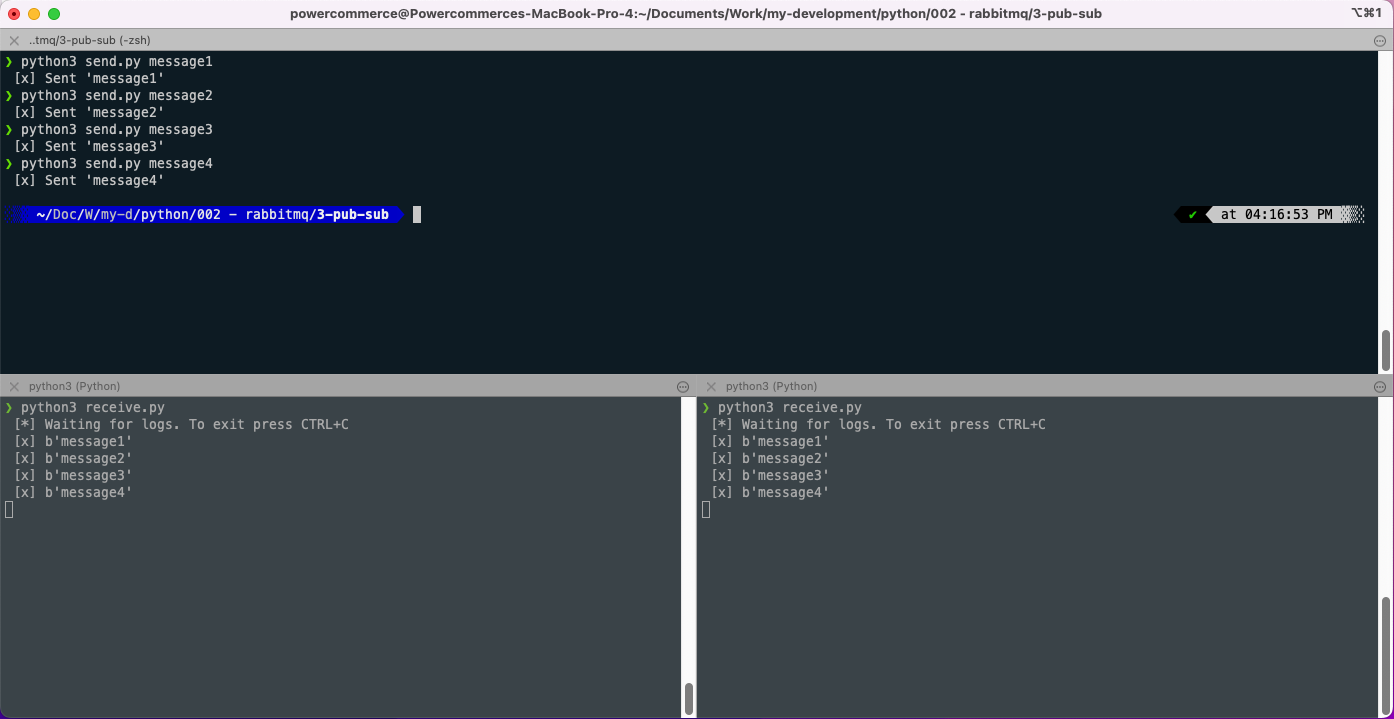 powercommerce@Powercommerces-MacBook-Pro-4:~/Documents/Work/my-development/python/002 - rabbitmq/3-pub-sub
⌥⌘1
..tmq/3-pub-sub (-zsh)
❯ python3 send.py message1
[x] Sent 'message1'
❯ python3 send.py message2
[x] Sent 'message2'
❯ python3 send.py message3
[x] Sent 'message3'
❯ python3 send.py message4
[x] Sent 'message4'
~/Doc/W/my-d/python/002 - rabbitmq/3-pub-sub
✔ at 04:16:53 PM
python3 (Python)
❯ python3 receive.py
[*] Waiting for logs. To exit press CTRL+C
[x] b'message1'
[x] b'message2'
[x] b'message3'
[x] b'message4'
python3 (Python)
❯ python3 receive.py
[*] Waiting for logs. To exit press CTRL+C
[x] b'message1'
[x] b'message2'
[x] b'message3'
[x] b'message4'